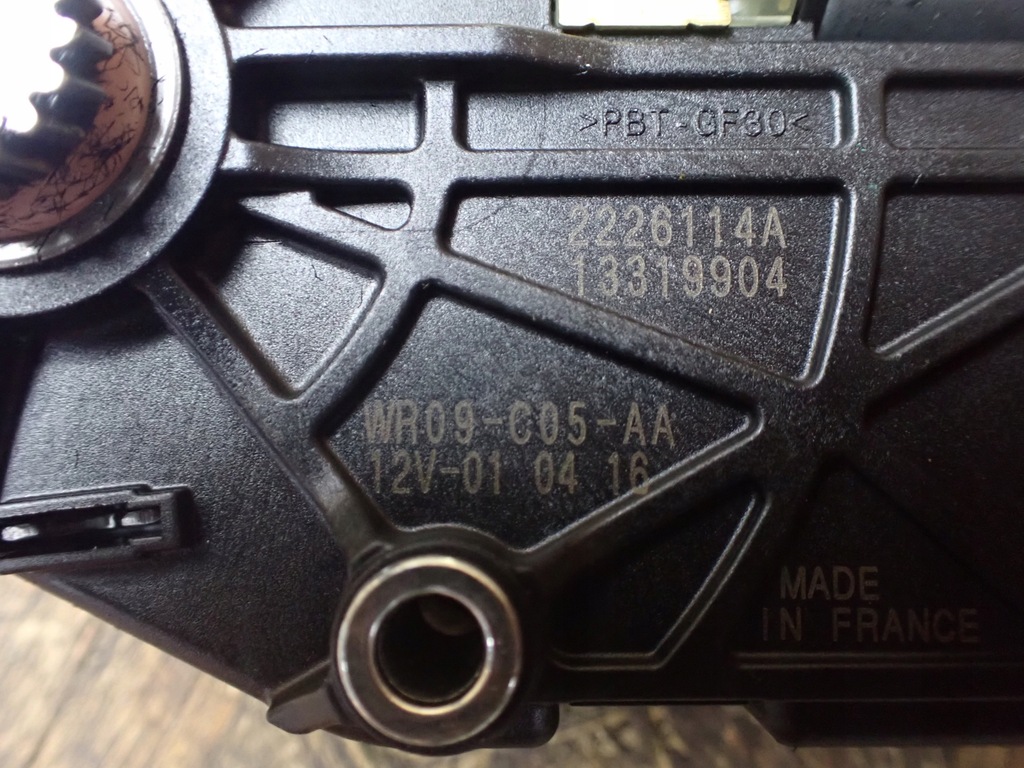 >PBT-GF30<
2226114A
13319904
WR09-C05-AA
12V-01 04 16
MADE
IN FRANCE